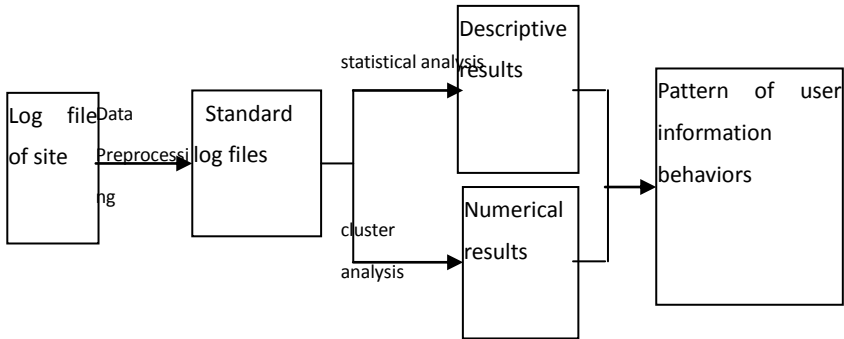 Log file
of site
Data
Preprocessi
ng
Standard
log files
statistical analysis
cluster
analysis
Descriptive
results
Numerical
results
Pattern of user
information
behaviors